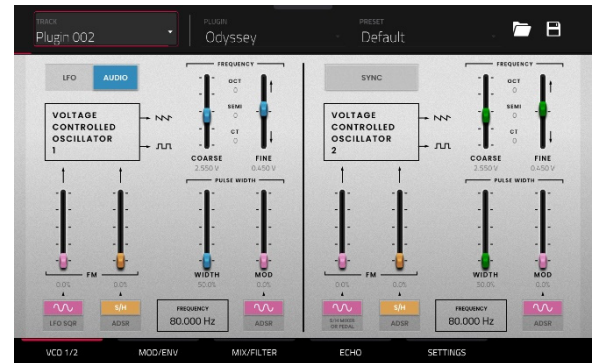 TRACK
Plugin 002
PLUGIN
Odyssey
PRESET
Default
LFO
AUDIO
FREQUENCY
OCT
0
SEMI
0
CT
0
VOLTAGE
CONTROLLED
OSCILLATOR
1
COARSE
FINE
2.550 V
0.450 V
PULSE WIDTH
FM
0.0%
0.0%
WIDTH
MOD
50.0%
0.0%
LFO SQR
S/H
ADSR
FREQUENCY
80.000 Hz
ADSR
SYNC
FREQUENCY
OCT
0
SEMI
0
CT
0
VOLTAGE
CONTROLLED
OSCILLATOR
2
COARSE
FINE
2.550 V
0.450 V
PULSE WIDTH
FM
0.0%
0.0%
WIDTH
MOD
50.0%
0.0%
S/H MIXER
OR PEDAL
S/H
ADSR
FREQUENCY
80.000 Hz
ADSR
VCO 1/2
MOD/ENV
MIX/FILTER
ECHO
SETTINGS